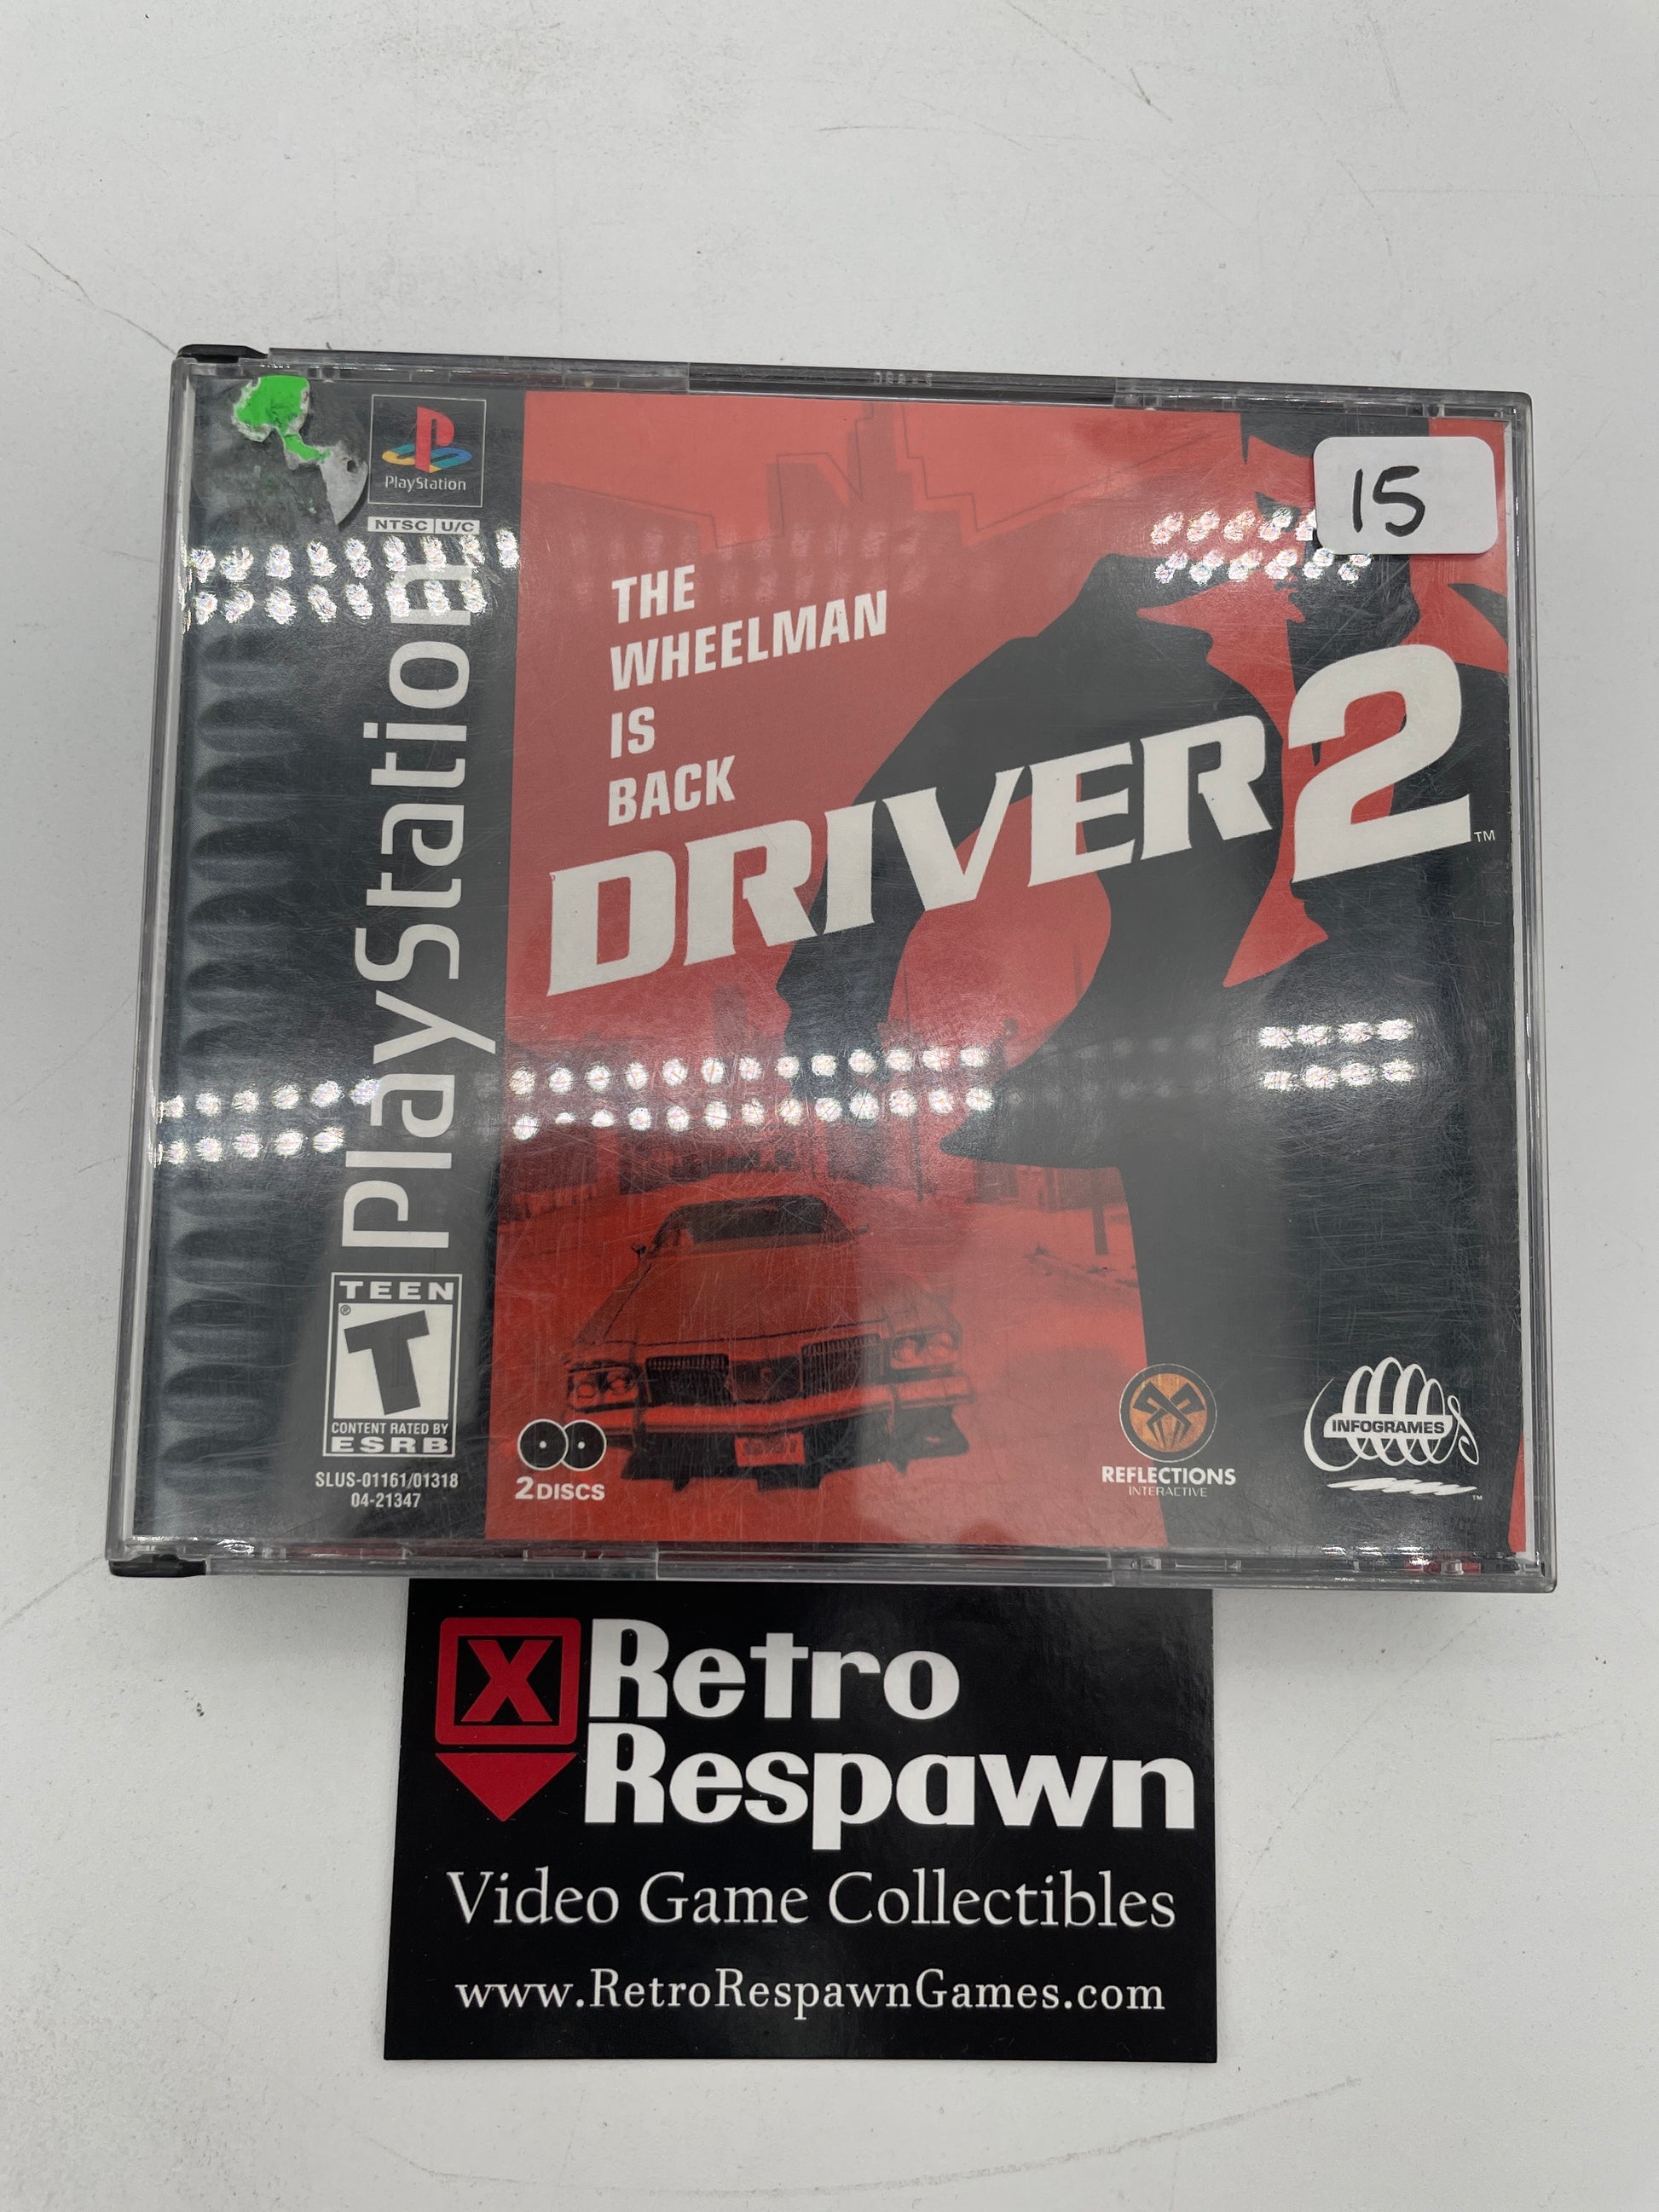 PlayStation
NTSC U/C
15
THE
WHEELMAN
IS
BACK
DRIVER 2 ™
PlayStation
TEEN
T ®
CONTENT RATED BY
ESRB
SLUS-01161/01318
04-21347
2 DISCS
REFLECTIONS
INTERACTIVE
INFOGRAMES ™
X Retro
Respawn
Video Game Collectibles
www.RetroRespawnGames.com